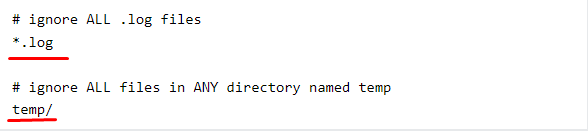 # ignore ALL .log files
*.log
# ignore ALL files in ANY directory named temp
temp/